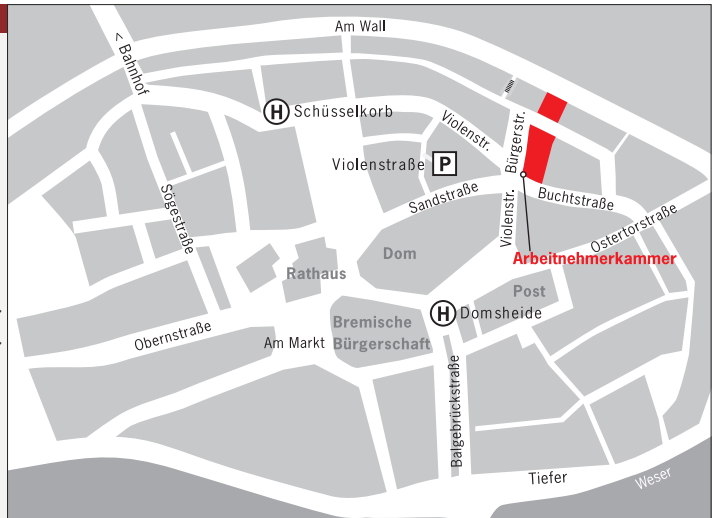 Am Wall
< Bahnhof
H Schüsselkorb
Violenstr.
Bürgerstr.
Violenstraße P
Sögestraße
Sandstraße
Buchtstraße
Violenstr.
Ostertorstraße
Dom
Arbeitnehmerkammer
Rathaus
Post
H Domsheide
Bremische
Bürgerschaft
Obernstraße
Am Markt
Balgebrückstraße
Tiefer
Weser